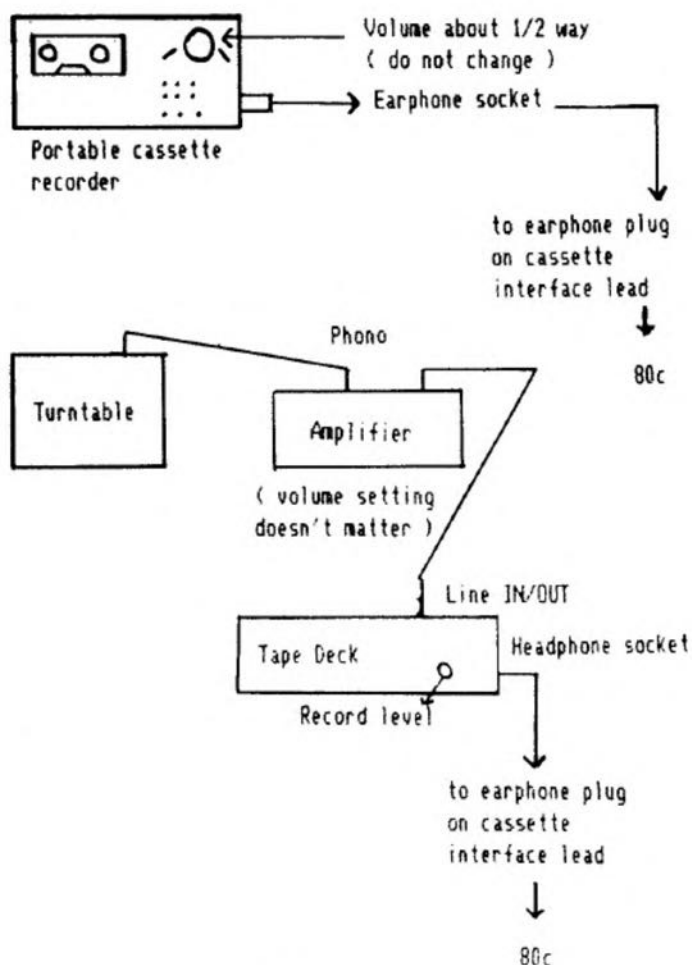 Volume about 1/2 way
( do not change )
Earphone socket
Portable cassette
recorder
to earphone plug
on cassette
interface lead
80c
Phono
Turntable
Amplifier
( volume setting
doesn't matter )
Line IN/OUT
Tape Deck
Headphone socket
Record level
to earphone plug
on cassette
interface lead
80c